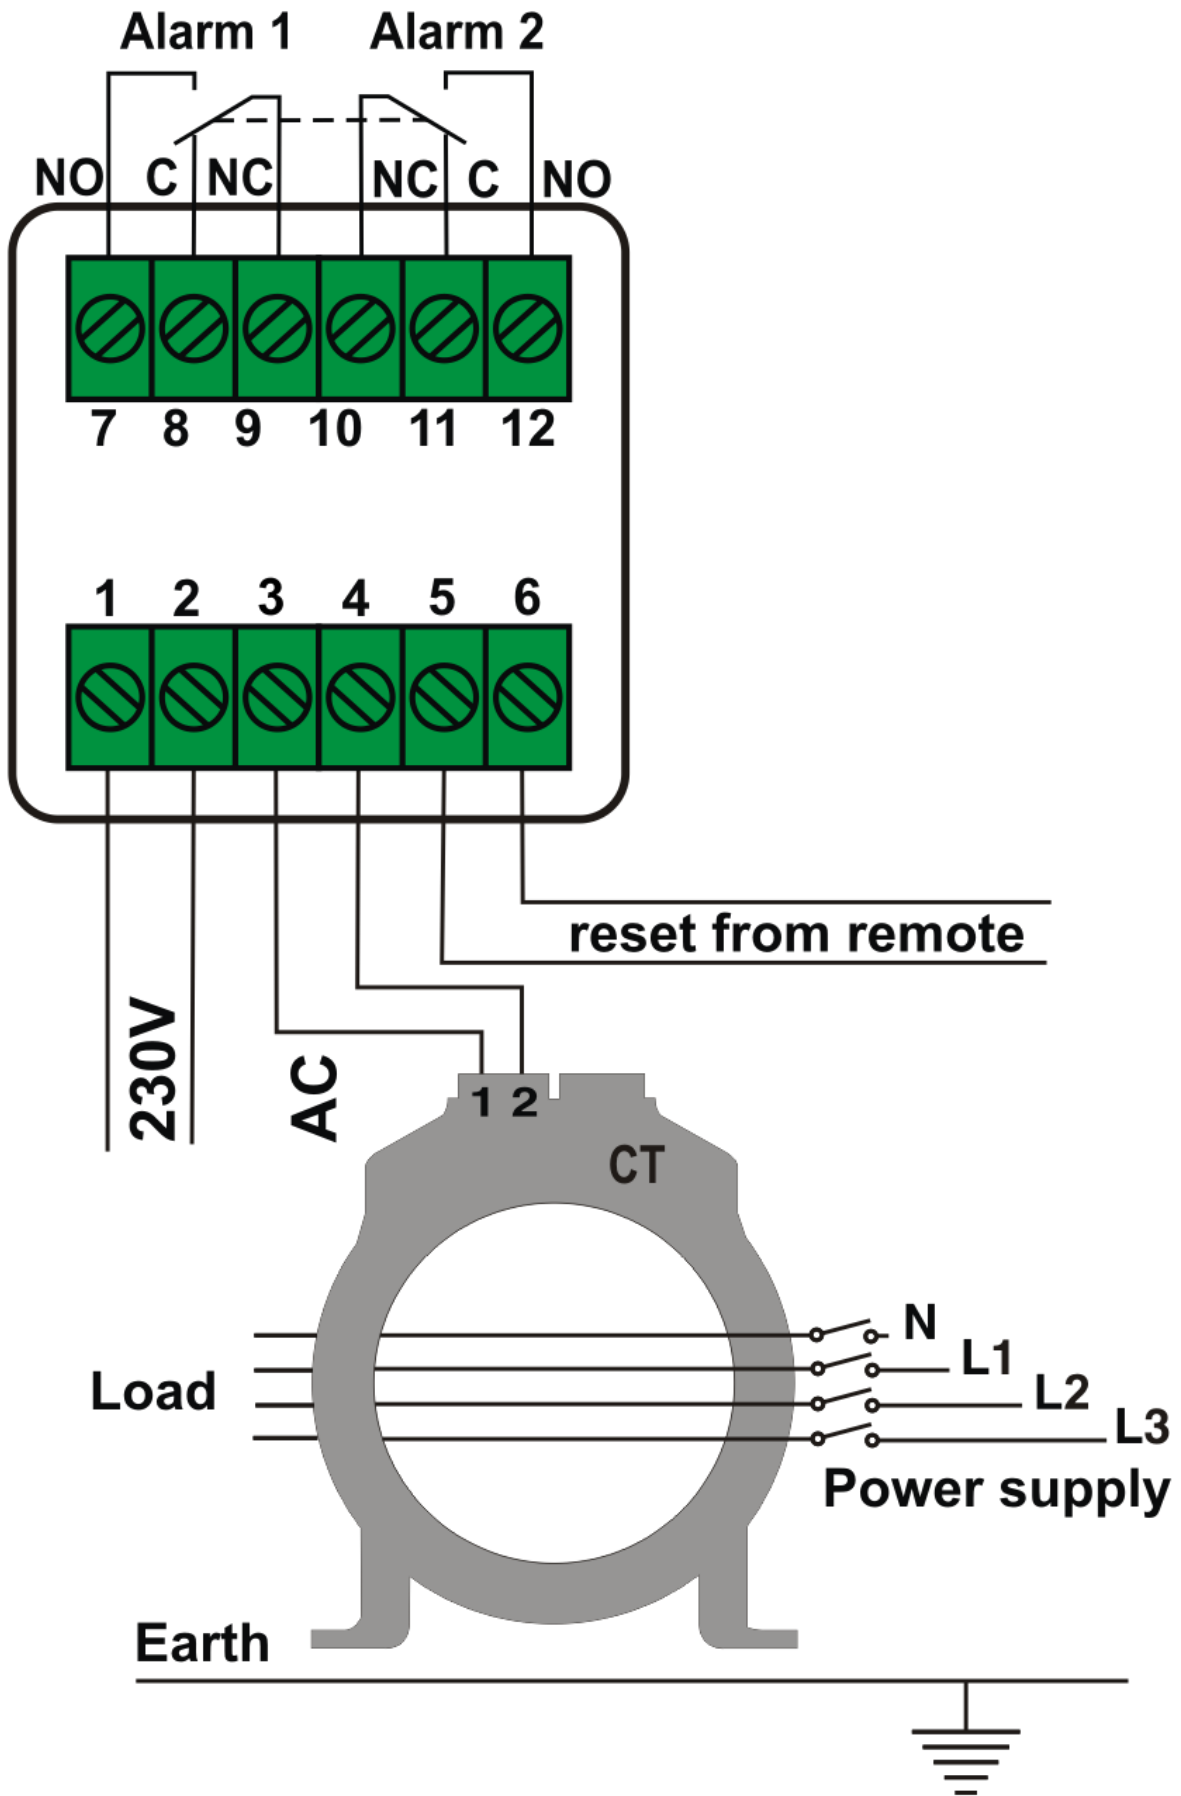 Alarm 1 Alarm 2
NO C NC NC C NO
7 8 9 10 11 12
1 2 3 4 5 6
reset from remote
230V
AC
1 2
CT
N
L1
L2
Load
L3
Power supply
Earth